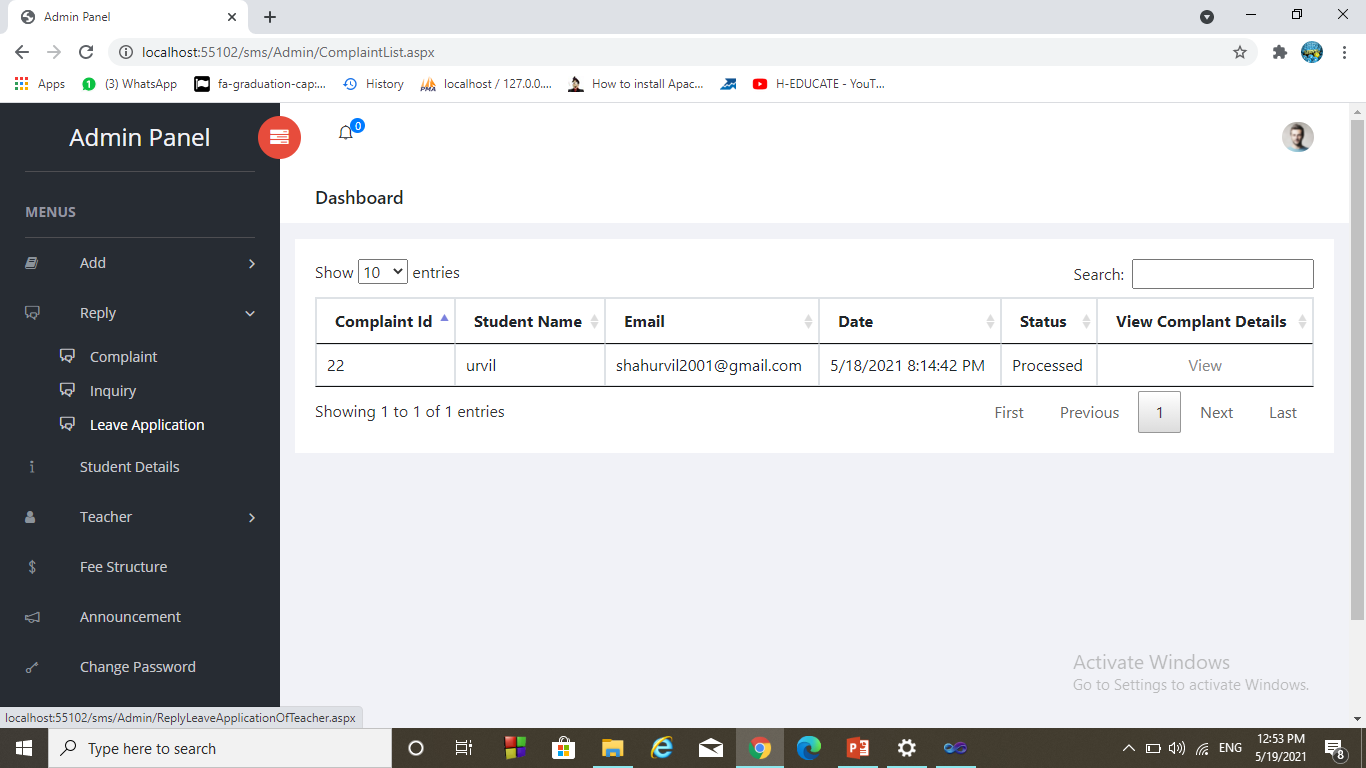 Admin Panel
localhost:55102/sms/Admin/ComplaintList.aspx
Apps (3) WhatsApp fa-graduation-cap:... History localhost / 127.0.0.... How to install Apac... H-EDUCATE - YouT...
Admin Panel
0
MENUS
Dashboard
Add
Reply
Complaint
Inquiry
Leave Application
Student Details
Teacher
Fee Structure
Announcement
Change Password
Show 10 entries
Search:
Complaint Id Student Name Email Date Status View Complant Details
22 urvil shahurvil2001@gmail.com 5/18/2021 8:14:42 PM Processed View
Showing 1 to 1 of 1 entries
First Previous 1 Next Last
Activate Windows
Go to Settings to activate Windows.
localhost:55102/sms/Admin/ReplyLeaveApplicationOfTeacher.aspx
Type here to search
ENG
12:53 PM
5/19/2021
8